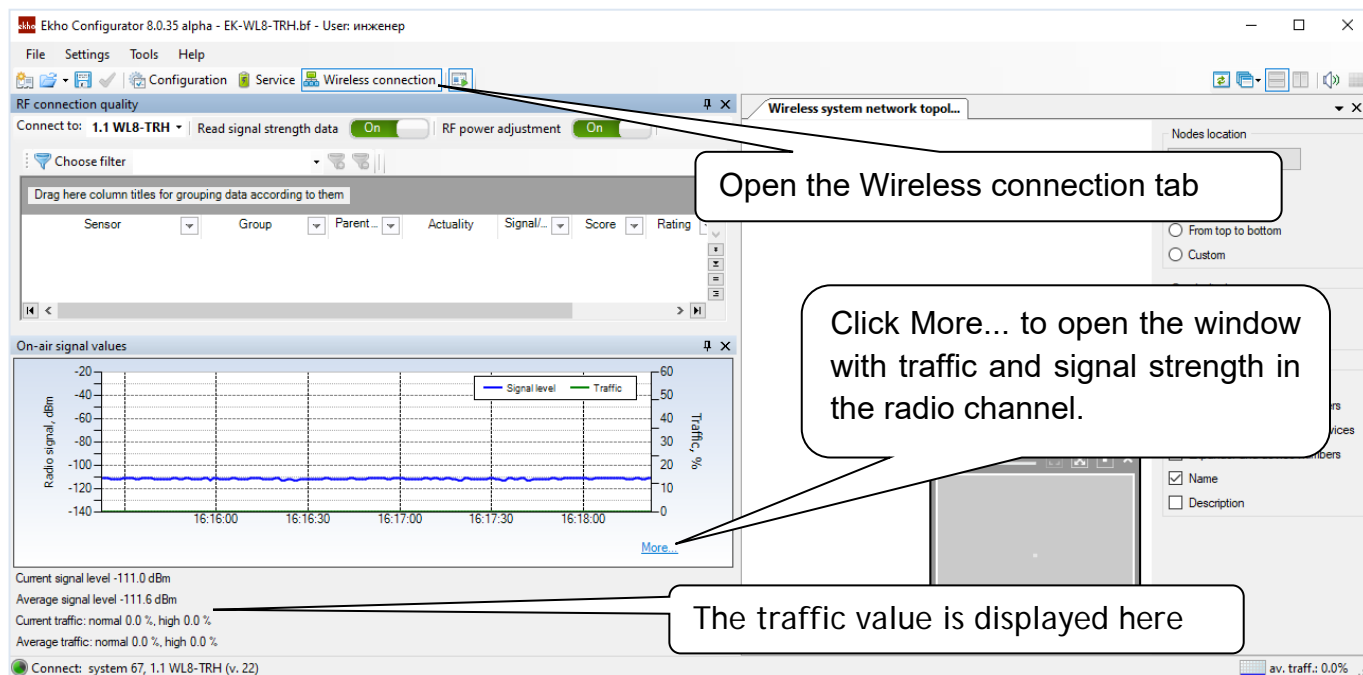 ekho Ekho Configurator 8.0.35 alpha - EK-WL8-TRH.bf - User: инженер
File Settings Tools Help
Configuration Service Wireless connection
RF connection quality
Connect to: 1.1 WL8-TRH Read signal strength data On RF power adjustment On
Choose filter
Drag here column titles for grouping data according to them
Sensor Group Parent ... Actuality Signal/... Score Rating
Wireless system network topol...
Nodes location
Open the Wireless connection tab
From top to bottom
Custom
Click More... to open the window
with traffic and signal strength in
the radio channel.
Name
Description
On-air signal values
Radio signal, dBm
-20
-40
-60
-80
-100
-120
-140
Signal level Traffic
60
50
40
30
20
10
0
Traffic, %
16:16:00 16:16:30 16:17:00 16:17:30 16:18:00
More...
Current signal level -111.0 dBm
Average signal level -111.6 dBm
Current traffic: normal 0.0 %, high 0.0 %
Average traffic: normal 0.0 %, high 0.0 %
The traffic value is displayed here
Connect: system 67, 1.1 WL8-TRH (v. 22)
av. traff.: 0.0%